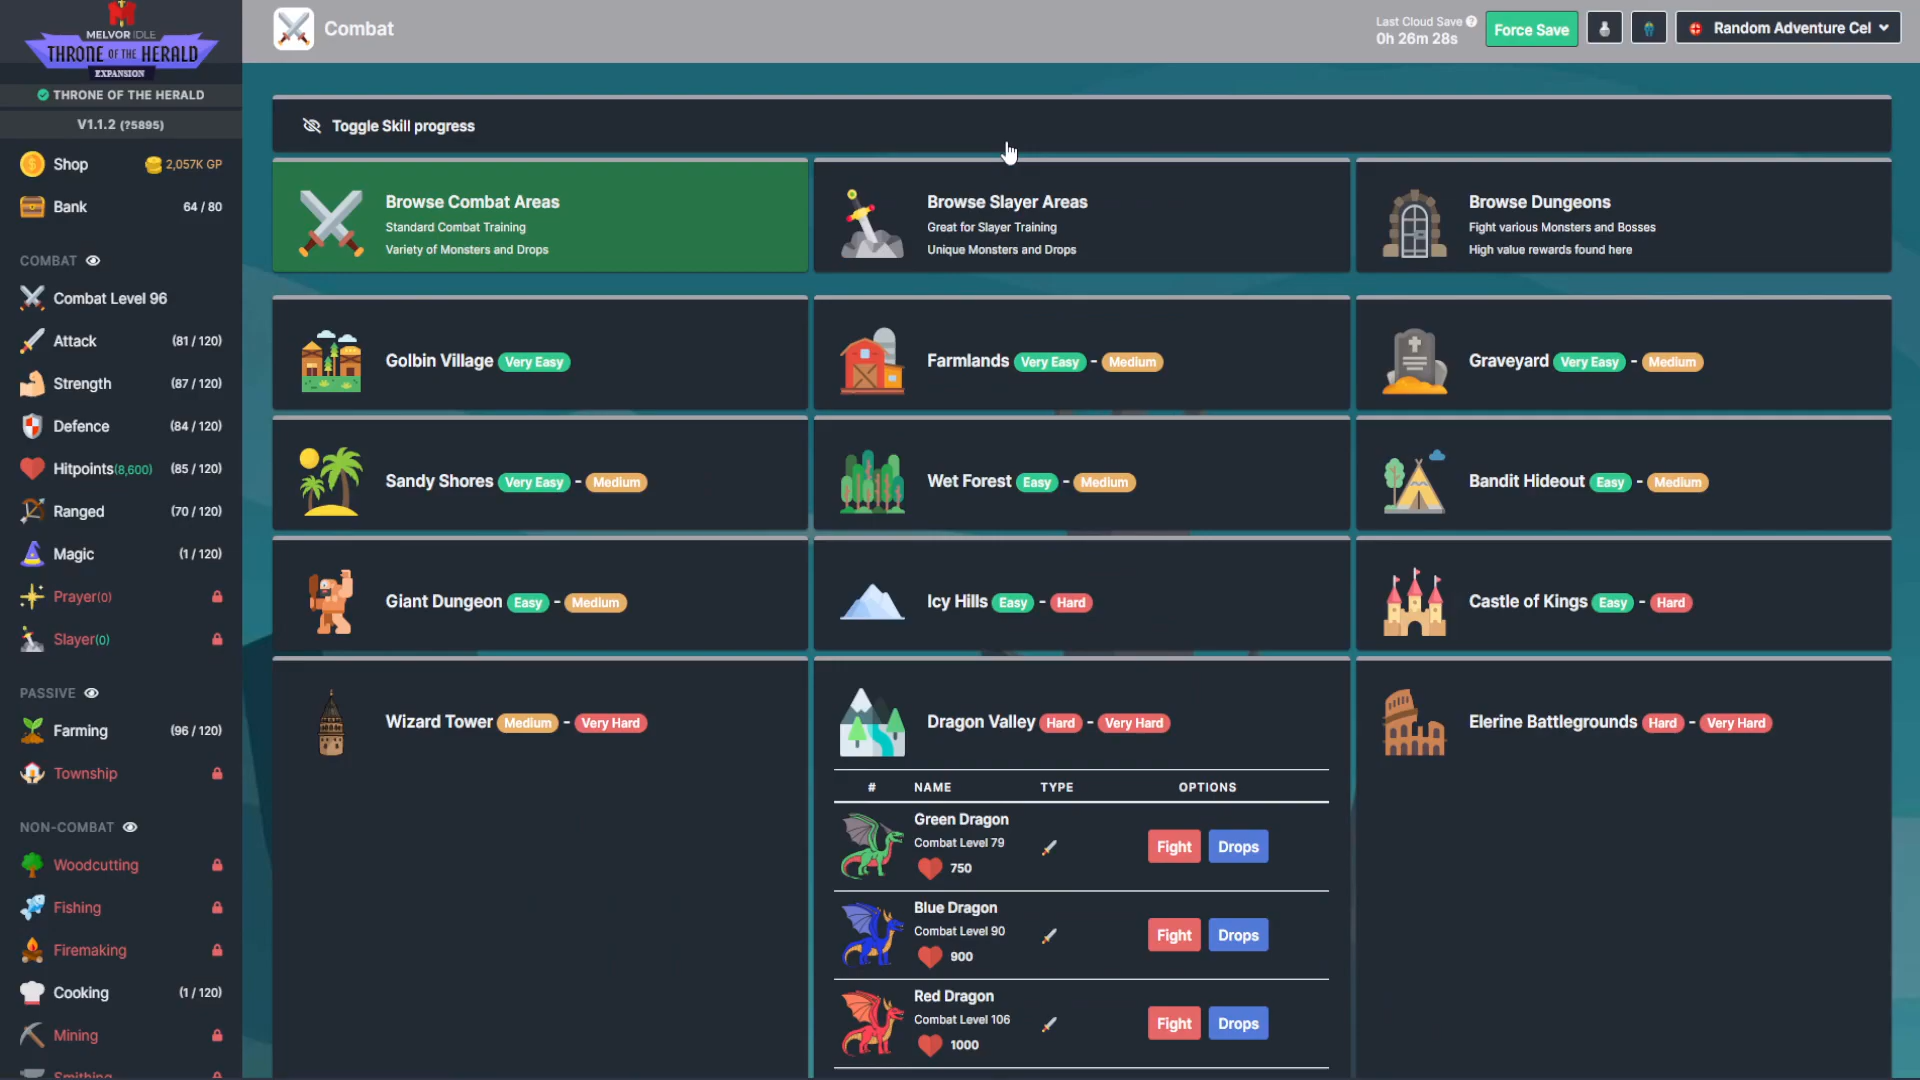 MELVOR IDLE
THRONE OF THE HERALD
EXPANSION
THRONE OF THE HERALD
V1.1.2 (?5895)
Shop 2,057K GP
Bank 64 / 80
COMBAT
Combat Level 96
Attack (81 / 120)
Strength (87 / 120)
Defence (84 / 120)
Hitpoints(8,600) (85 / 120)
Ranged (70 / 120)
Magic (1 / 120)
Prayer(0)
Slayer(0)
PASSIVE
Farming (96 / 120)
Township
NON-COMBAT
Woodcutting
Fishing
Firemaking
Cooking (1 / 120)
Mining
Smithing
Combat
Last Cloud Save
0h 26m 28s
Force Save
Random Adventure Cel
Toggle Skill progress
Browse Combat Areas
Standard Combat Training
Variety of Monsters and Drops
Browse Slayer Areas
Great for Slayer Training
Unique Monsters and Drops
Browse Dungeons
Fight various Monsters and Bosses
High value rewards found here
Golbin Village Very Easy
Farmlands Very Easy - Medium
Graveyard Very Easy - Medium
Sandy Shores Very Easy - Medium
Wet Forest Easy - Medium
Bandit Hideout Easy - Medium
Giant Dungeon Easy - Medium
Icy Hills Easy - Hard
Castle of Kings Easy - Hard
Wizard Tower Medium - Very Hard
Dragon Valley Hard - Very Hard
Elerine Battlegrounds Hard - Very Hard
# NAME TYPE OPTIONS
Green Dragon
Combat Level 79
750
Fight Drops
Blue Dragon
Combat Level 90
900
Fight Drops
Red Dragon
Combat Level 106
1000
Fight Drops